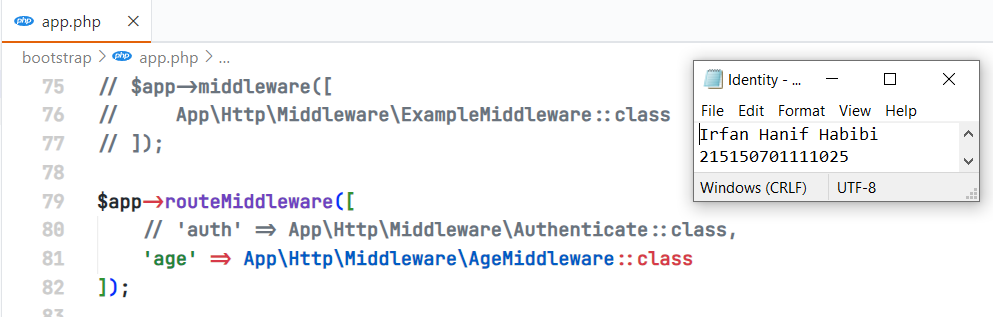 app.php
bootstrap > app.php > ...
75 // $app->middleware([
76 //     App\Http\Middleware\ExampleMiddleware::class
77 // ]);
78
79 $app->routeMiddleware([
80     // 'auth' => App\Http\Middleware\Authenticate::class,
81     'age' => App\Http\Middleware\AgeMiddleware::class
82 ]);
83
Identity - ...
File Edit Format View Help
Irfan Hanif Habibi
215150701111025
Windows (CRLF) UTF-8